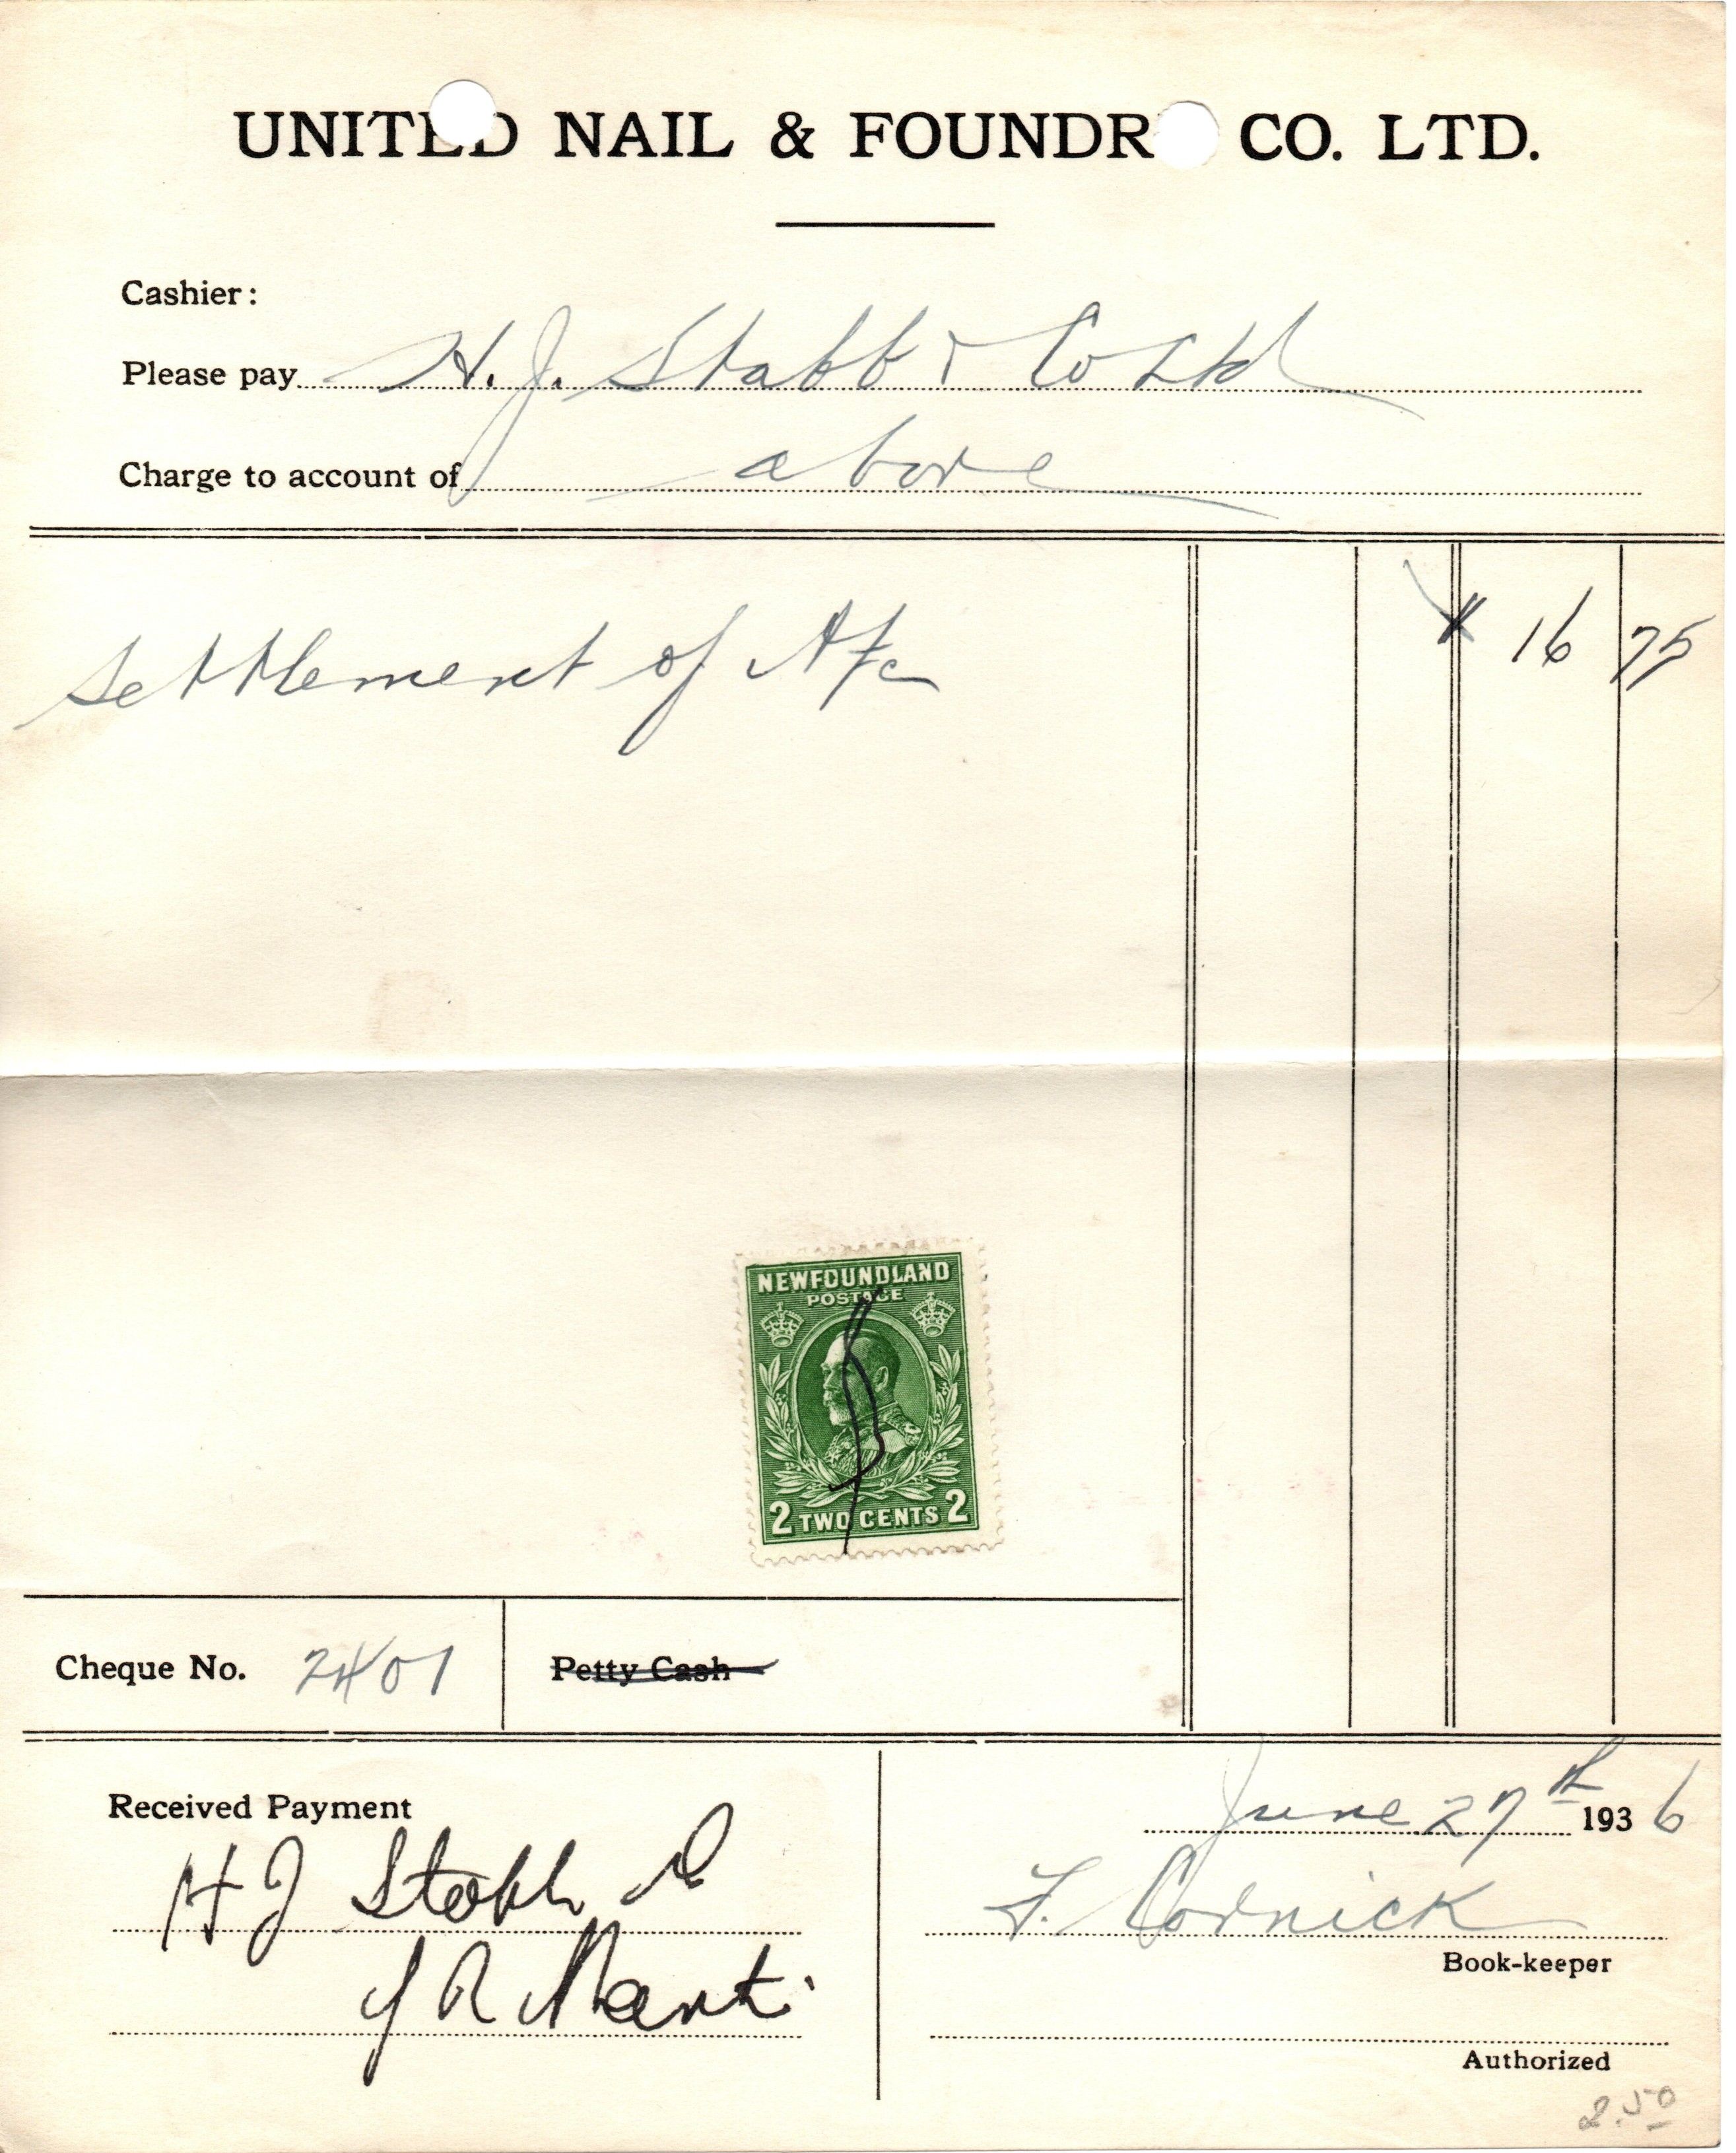 UNITED NAIL & FOUNDRY CO. LTD.
Cashier:
Please pay H. J. Stabb & Co Ltd
Charge to account of above
Settlement of A/c 16 75
NEWFOUNDLAND
POSTAGE
2 TWO CENTS 2
Cheque No. 2401 Petty Cash
Received Payment
June 27th 1936
H J Stabb
F. Cornick
Book-keeper
Authorized
2.50